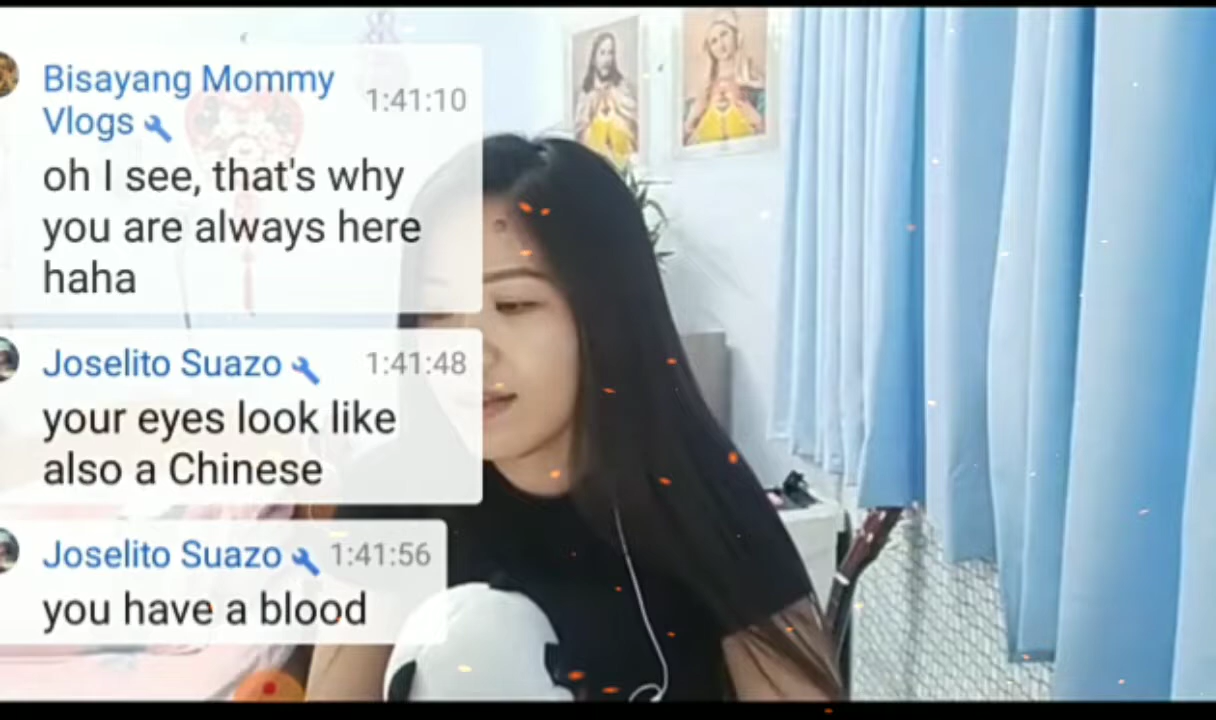 Bisayang Mommy
Vlogs
1:41:10
oh I see, that's why
you are always here
haha
Joselito Suazo 1:41:48
your eyes look like
also a Chinese
Joselito Suazo 1:41:56
you have a blood